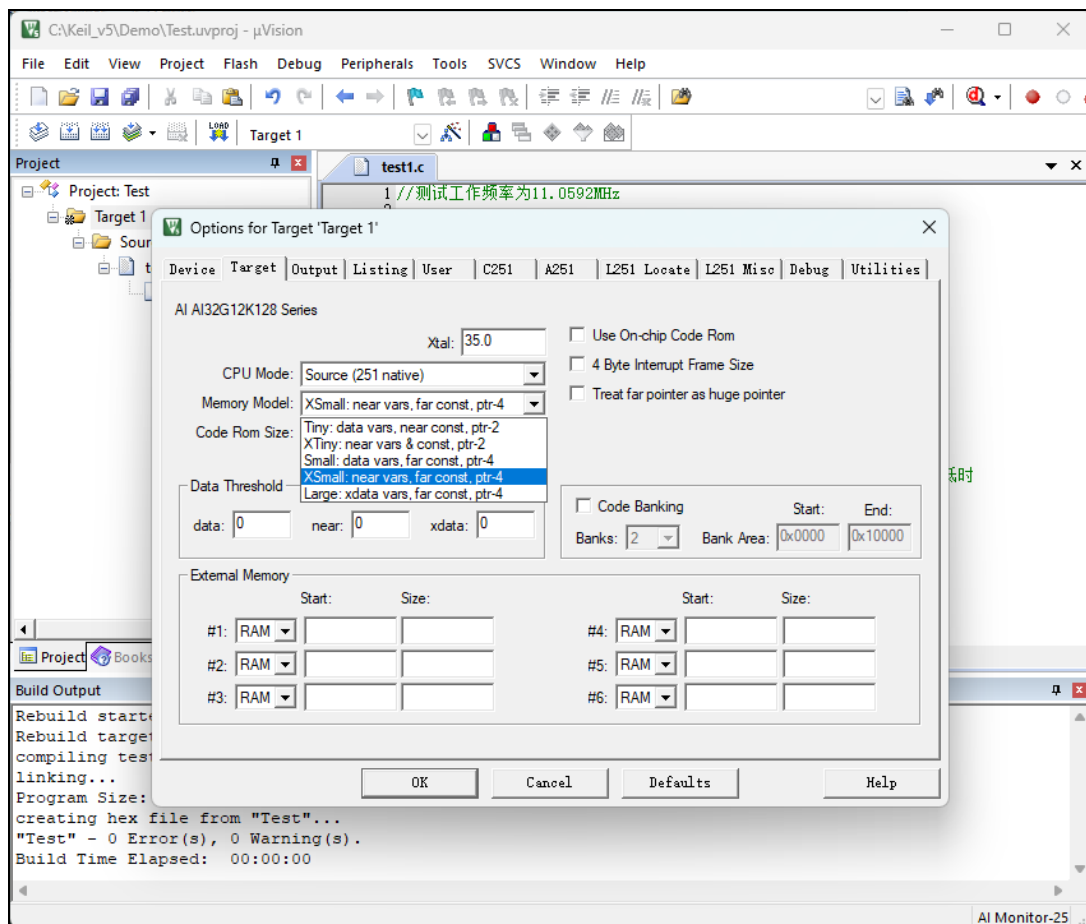 C:\Keil_v5\Demo\Test.uvproj - µVision
File Edit View Project Flash Debug Peripherals Tools SVCS Window Help
LOAD Target 1
Project
test1.c
Project: Test
1 //测试工作频率为11.0592MHz
Target 1
Sour
Options for Target 'Target 1'
Device Target Output Listing User C251 A251 L251 Locate L251 Misc Debug Utilities
AI AI32G12K128 Series
Xtal: 35.0
Use On-chip Code Rom
CPU Mode: Source (251 native)
4 Byte Interrupt Frame Size
Memory Model: XSmall: near vars, far const, ptr-4
Treat far pointer as huge pointer
Code Rom Size:
Tiny: data vars, near const, ptr-2
XTiny: near vars & const, ptr-2
Small: data vars, far const, ptr-4
XSmall: near vars, far const, ptr-4
Large: xdata vars, far const, ptr-4
时
Data Threshold
data: 0 near: 0 xdata: 0
Code Banking Start: End:
Banks: 2 Bank Area: 0x0000 0x10000
External Memory
Start: Size: Start: Size:
#1: RAM #4: RAM
#2: RAM #5: RAM
#3: RAM #6: RAM
OK Cancel Defaults Help
Project Books
Build Output
Rebuild starte
Rebuild target
compiling test
linking...
Program Size:
creating hex file from "Test"...
"Test" - 0 Error(s), 0 Warning(s).
Build Time Elapsed: 00:00:00
AI Monitor-25